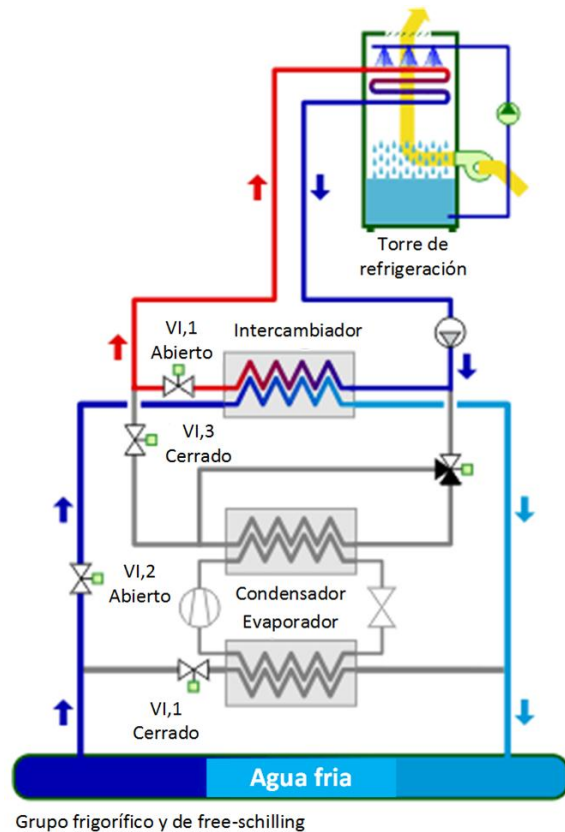 Torre de
refrigeración
VI,1
Abierto
Intercambiador
VI,3
Cerrado
VI,2
Abierto
Condensador
Evaporador
VI,1
Cerrado
Agua fria
Grupo frigorífico y de free-schilling